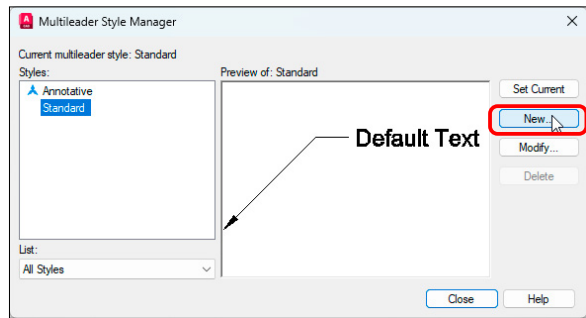 Multileader Style Manager
Current multileader style: Standard
Styles:
Preview of: Standard
Annotative
Standard
Default Text
Set Current
New...
Modify...
Delete
List:
All Styles
Close
Help